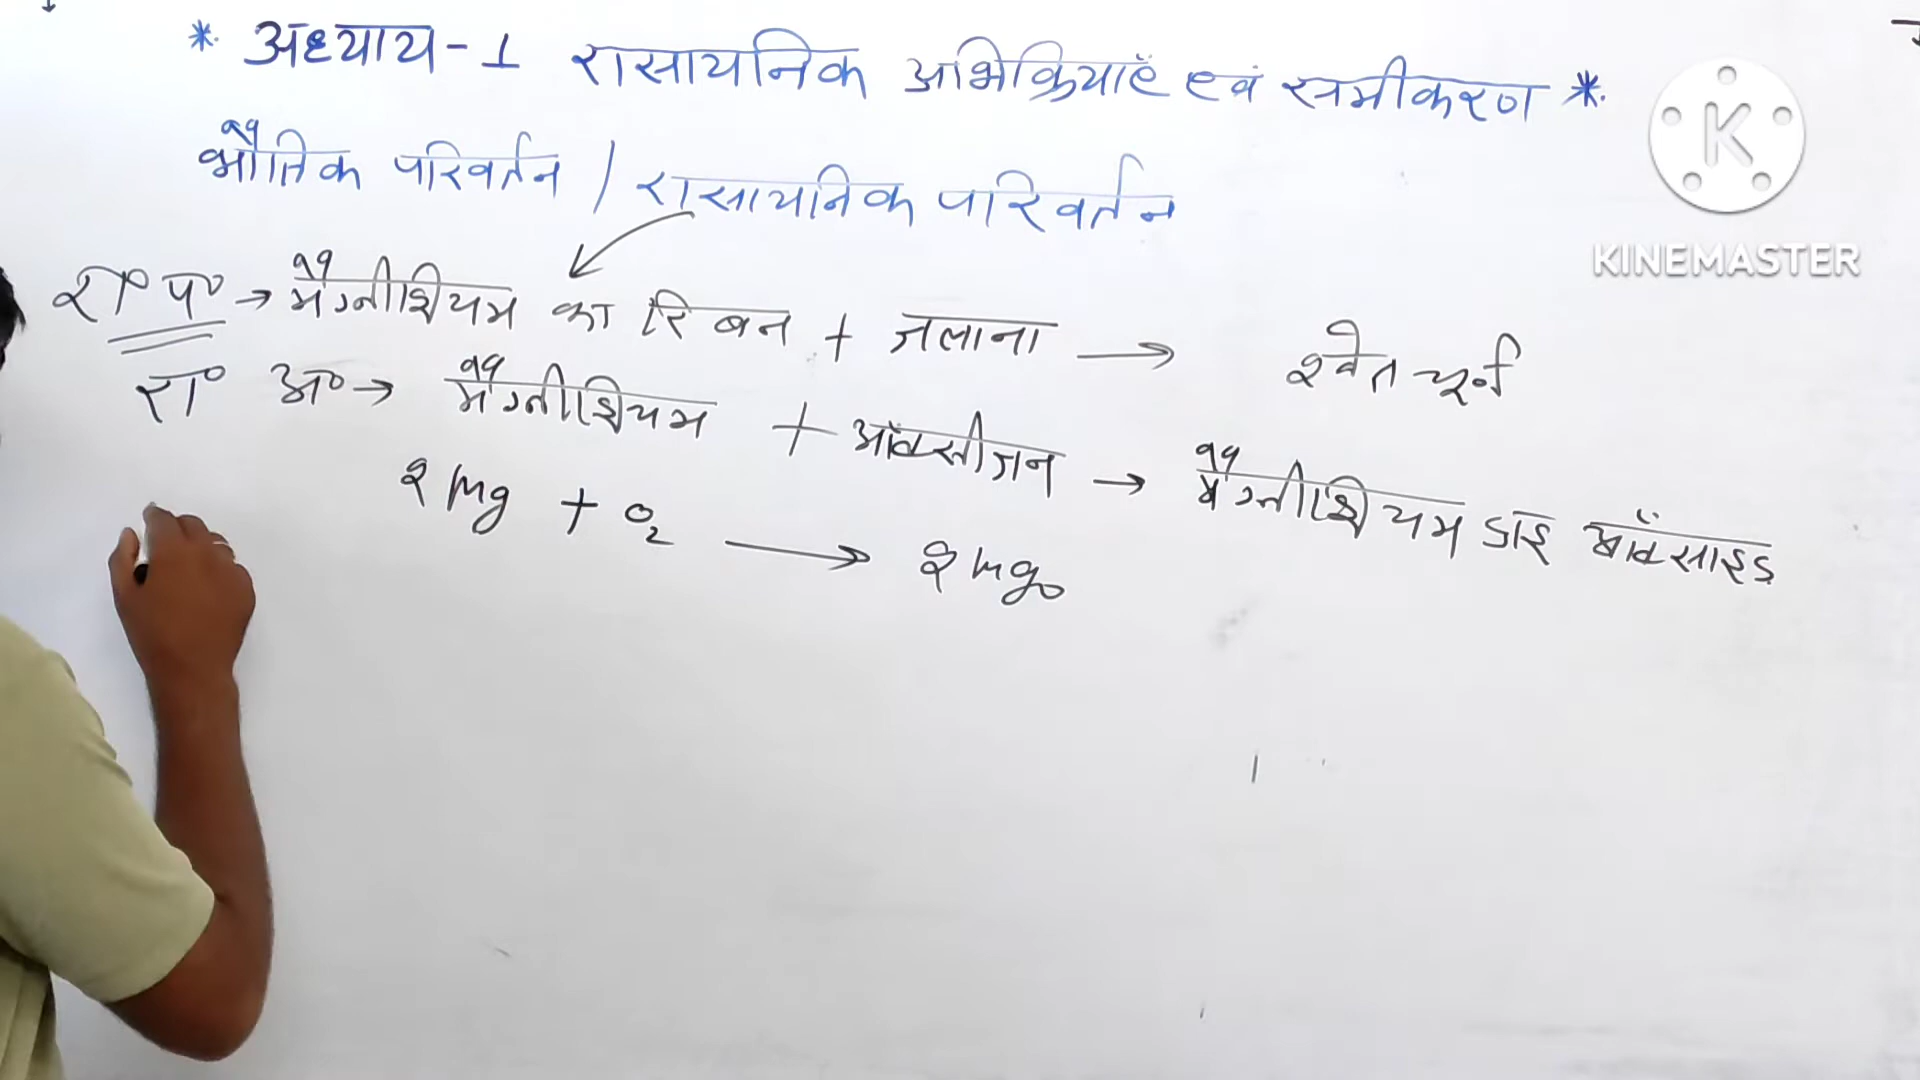 * अध्याय - 1 रासायनिक अभिक्रियाएँ एवं समीकरण *
भौतिक परिवर्तन / रासायनिक परिवर्तन
रा० प० → मैग्नीशियम का रिबन + जलाना → श्वेत चूर्ण
रा० अ० → मैग्नीशियम + ऑक्सीजन → मैग्नीशियम डाइ ऑक्साइड
2 Mg + O₂ → 2 MgO
K
KINEMASTER